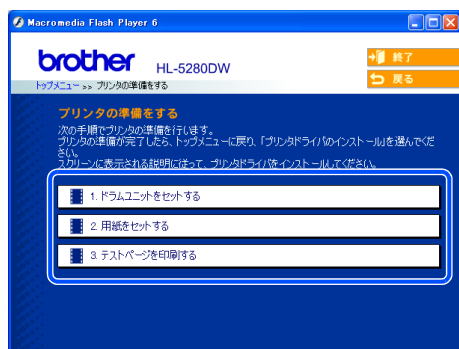 Macromedia Flash Player 6
brother HL-5280DW
終了
戻る
トップメニュー >> プリンタの準備をする
プリンタの準備をする
次の手順でプリンタの準備を行います。
プリンタの準備が完了したら、トップメニューに戻り、「プリンタドライバのインストール」を選んでくだ
さい。
スクリーンに表示される説明に従って、プリンタドライバをインストールしてください。
1. ドラムユニットをセットする
2. 用紙をセットする
3. テストページを印刷する